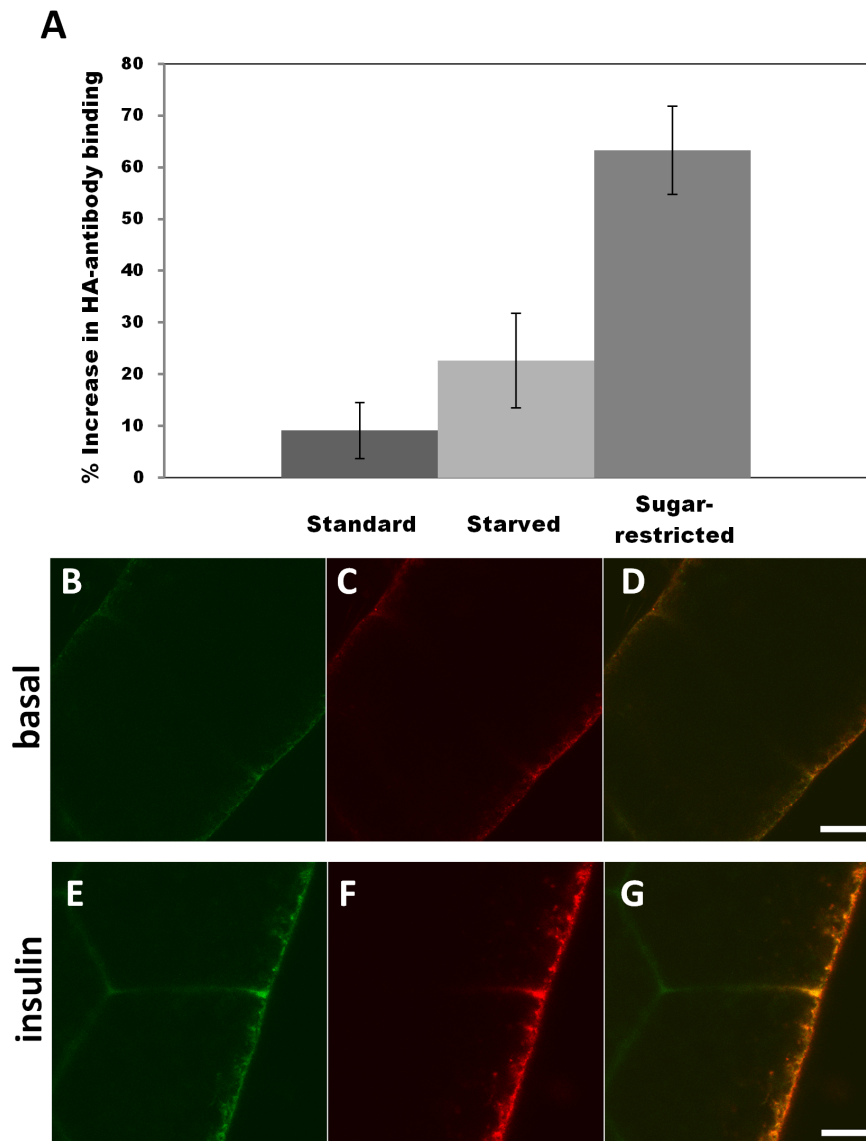 A
% Increase in HA-antibody binding
80
70
60
50
40
30
20
10
0
Standard
Starved
Sugar-
restricted
basal
B
C
D
insulin
E
F
G